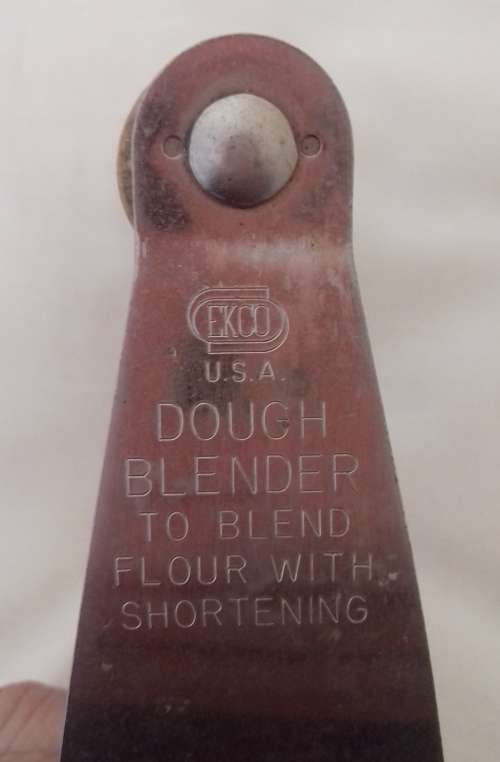 EKCO
U.S.A.
DOUGH
BLENDER
TO BLEND
FLOUR WITH
SHORTENING